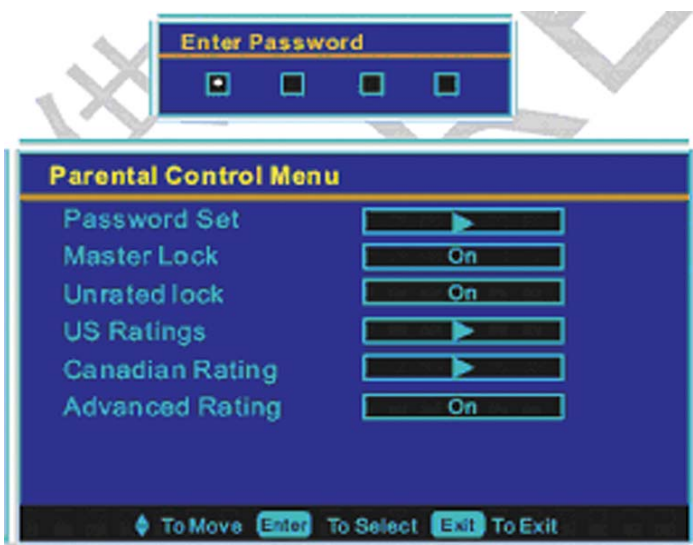 Enter Password
Parental Control Menu
Password Set
Master Lock On
Unrated lock On
US Ratings
Canadian Rating
Advanced Rating On
To Move Enter To Select Exit To Exit